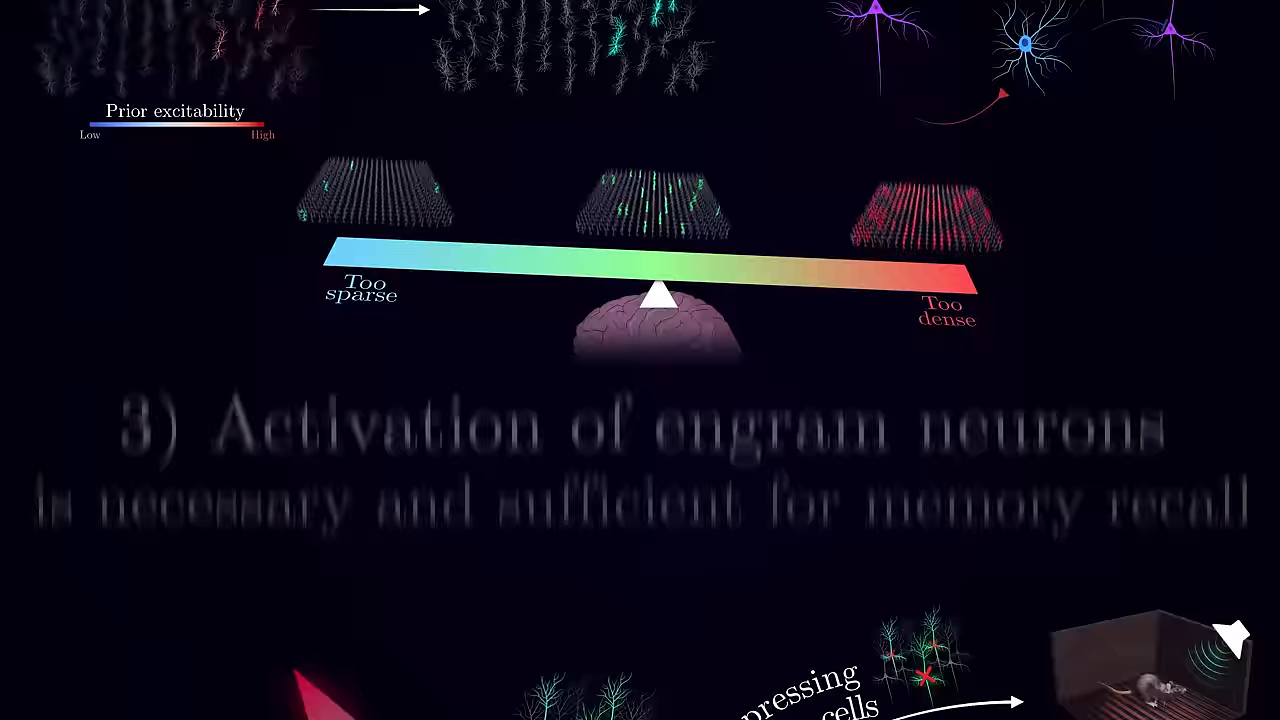 Prior excitability
Low
High
Too
sparse
Too
dense
3) Activation of engram neurons
is necessary and sufficient for memory recall
pressing
cells